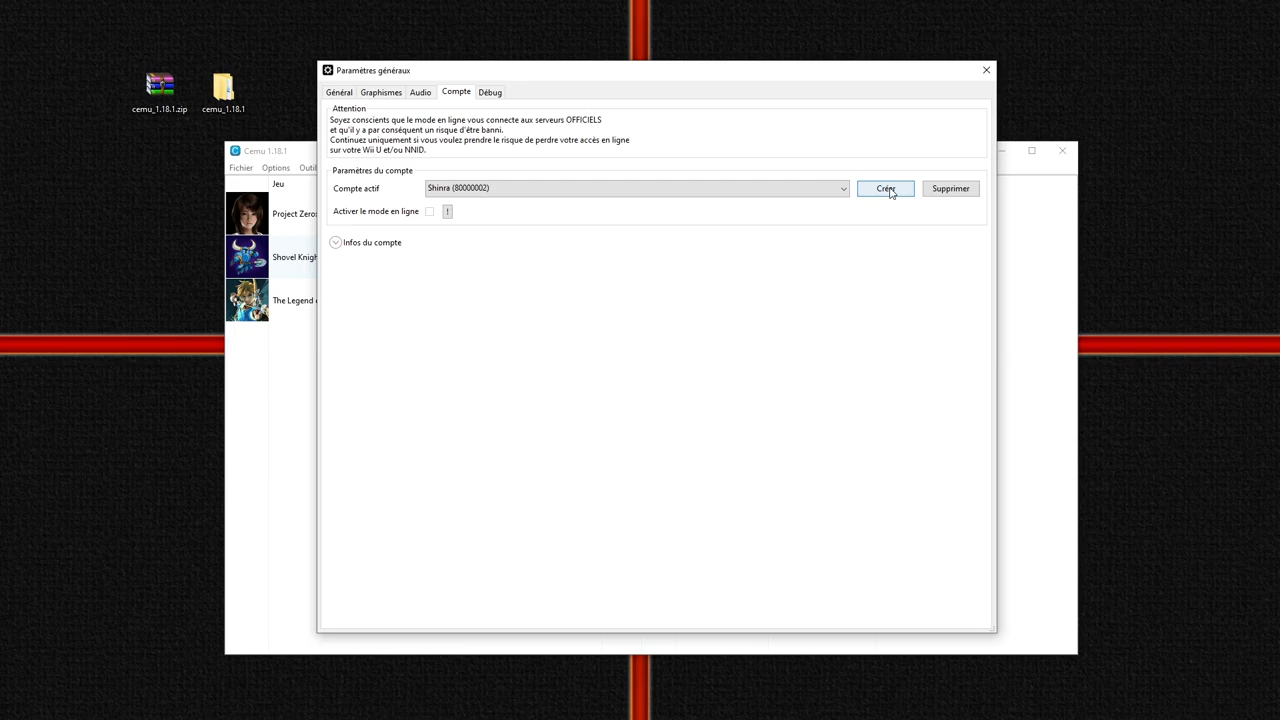 cemu_1.18.1.zip
cemu_1.18.1
Cemu 1.18.1
Fichier Options Outil
Jeu
Project Zero:
Shovel Knigh
The Legend
Paramètres généraux
Général Graphismes Audio Compte Débug
Attention
Soyez conscients que le mode en ligne vous connecte aux serveurs OFFICIELS
et qu'il y a par conséquent un risque d'être banni.
Continuez uniquement si vous voulez prendre le risque de perdre votre accès en ligne
sur votre Wii U et/ou NNID.
Paramètres du compte
Compte actif Shinra (80000002) Créer Supprimer
Activer le mode en ligne !
Infos du compte